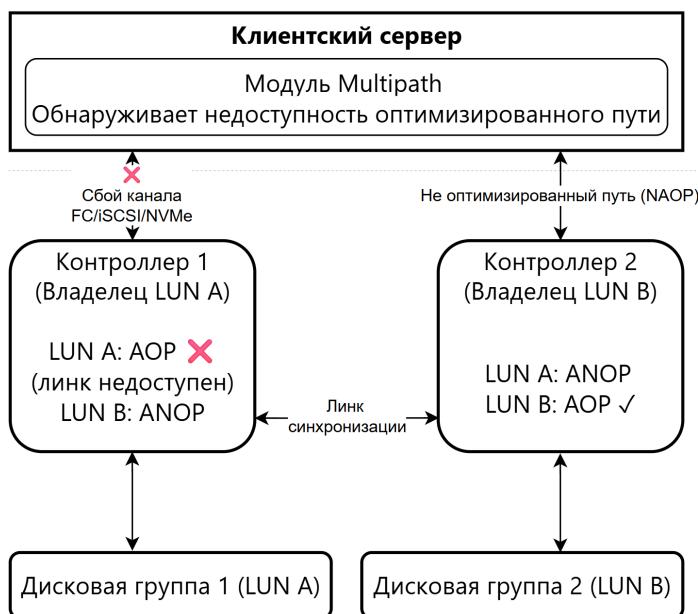 Клиентский сервер
Модуль Multipath
Обнаруживает недоступность оптимизированного пути
Сбой канала
FC/iSCSI/NVMe
Не оптимизированный путь (NAOP)
Контроллер 1
(Владелец LUN A)
LUN A: AOP ❌
(линк недоступен)
LUN B: ANOP
Контроллер 2
(Владелец LUN B)
LUN A: ANOP
LUN B: AOP ✓
Линк
синхронизации
Дисковая группа 1 (LUN A)
Дисковая группа 2 (LUN B)